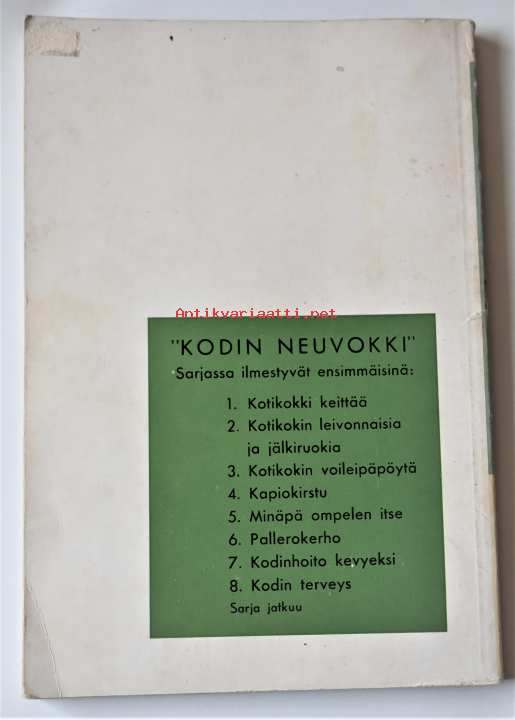 Antikvariaatti.net
"KODIN NEUVOKKI"
Sarjassa ilmestyvät ensimmäisinä:
1. Kotikokki keittää
2. Kotikokin leivonnaisia
ja jälkiruokia
3. Kotikokin voileipäpöytä
4. Kapiokirstu
5. Minäpä ompelen itse
6. Pallerokerho
7. Kodinhoito kevyeksi
8. Kodin terveys
Sarja jatkuu